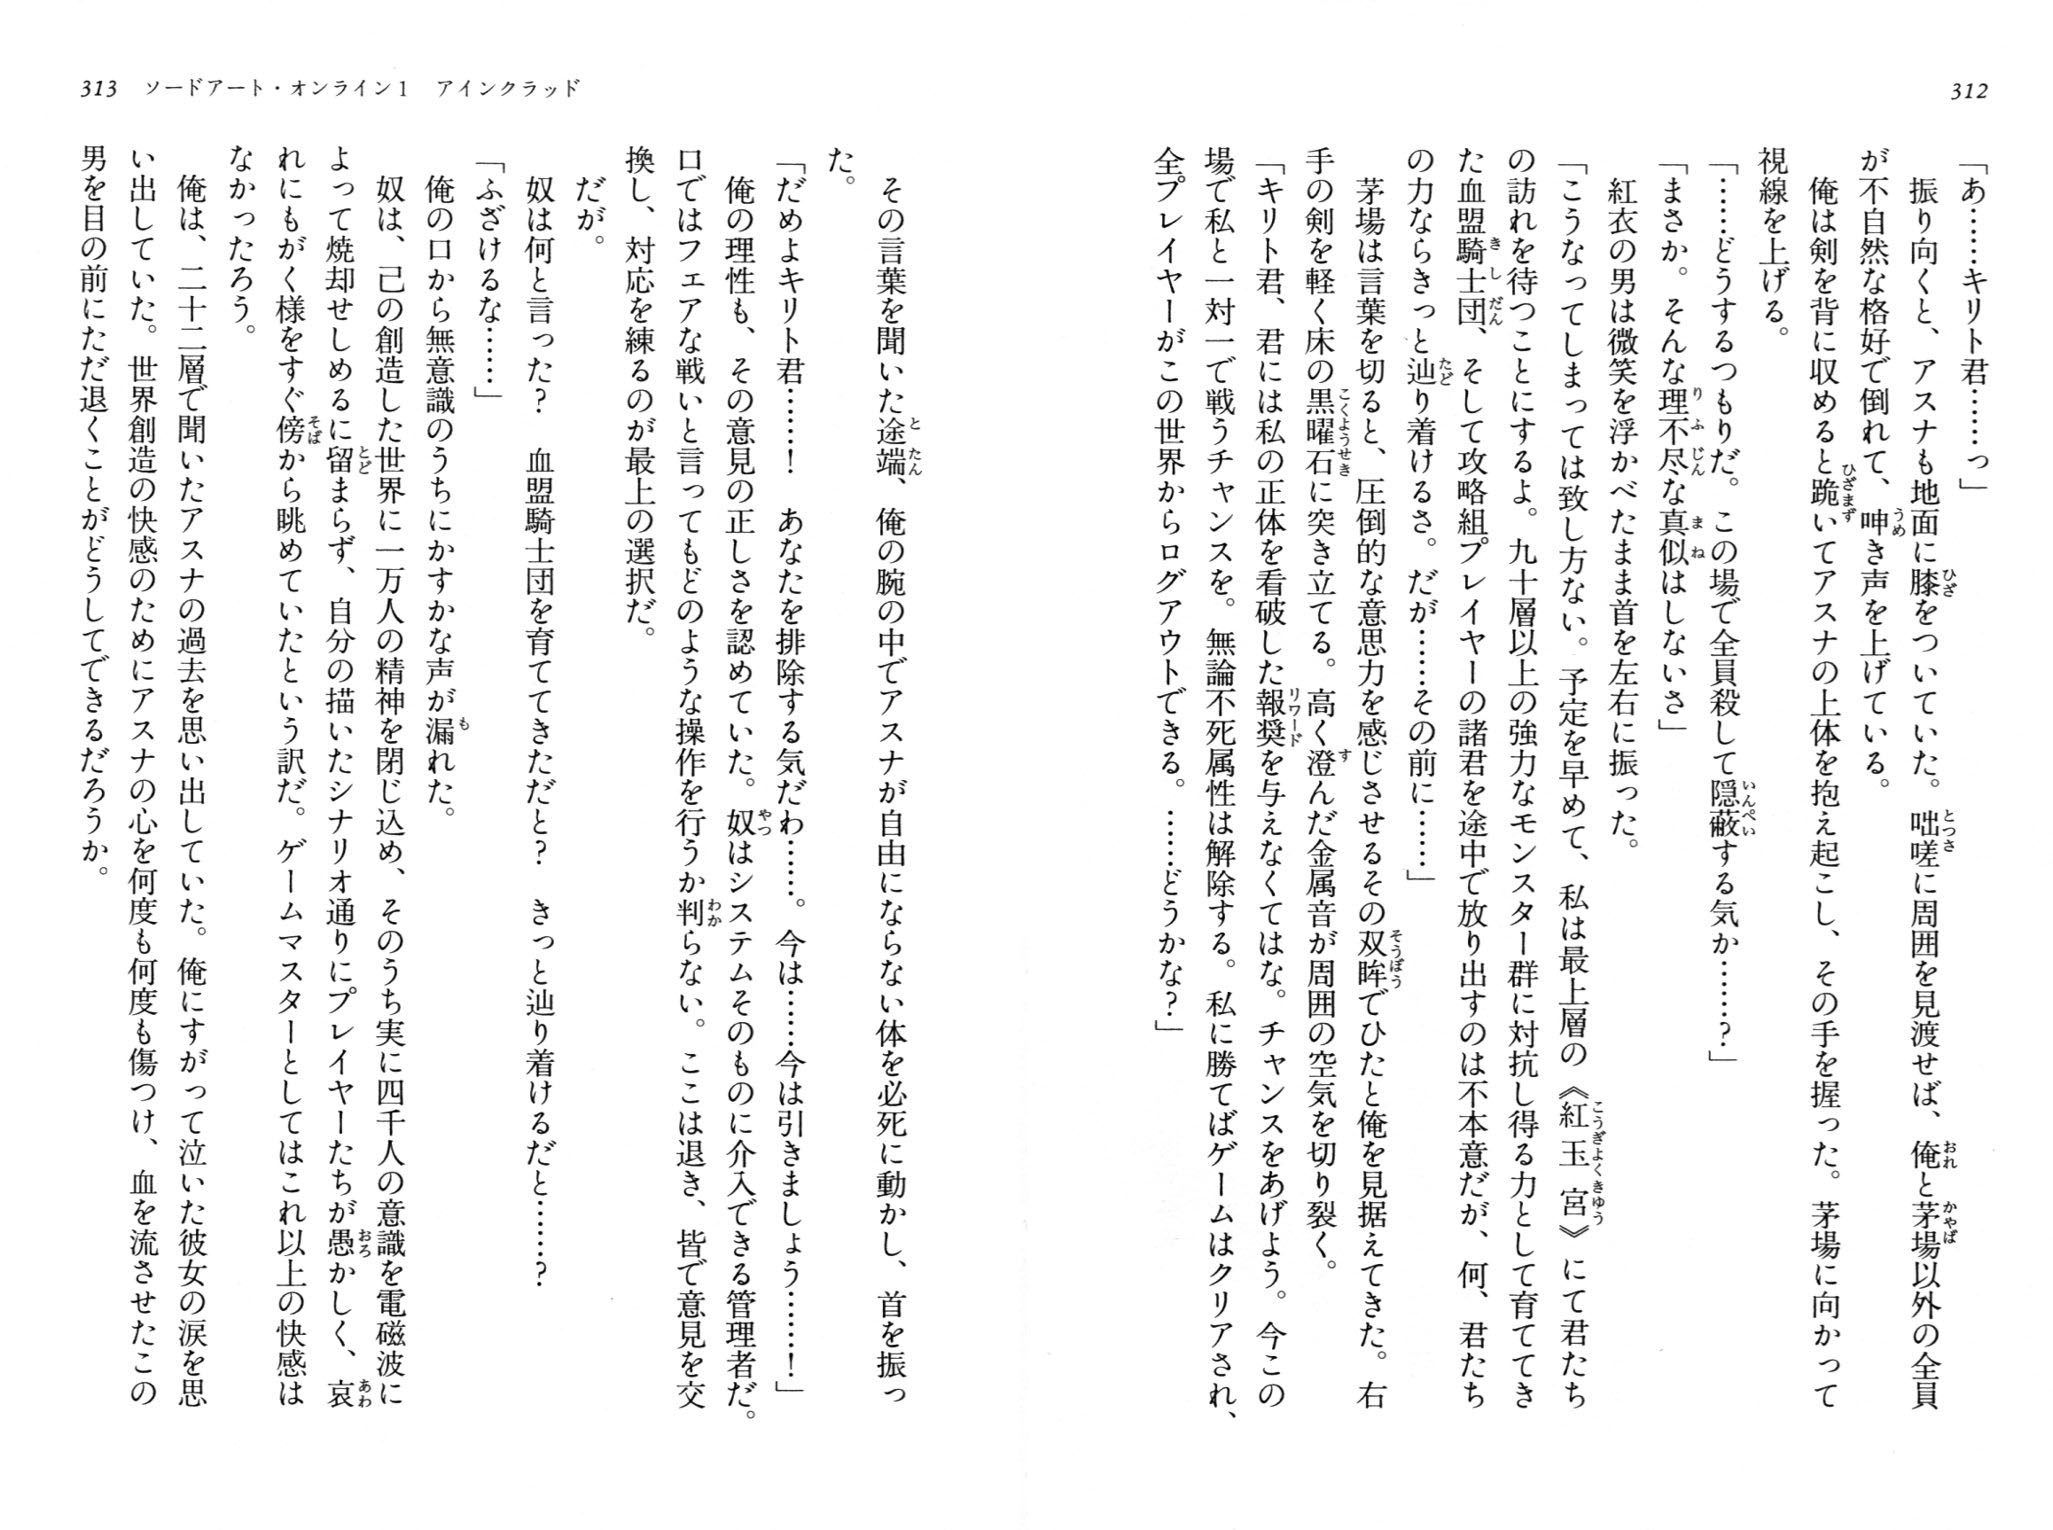 312
「あ……キリト君……っ」
　振り向くと、アスナも地面に膝をついていた。咄嗟に周囲を見渡せば、俺と茅場以外の全員
が不自然な格好で倒れて、呻き声を上げている。
　俺は剣を背に収めると跪いてアスナの上体を抱え起こし、その手を握った。茅場に向かって
視線を上げる。
「……どうするつもりだ。この場で全員殺して隠蔽する気か……？」
「まさか。そんな理不尽な真似はしないさ」
　紅衣の男は微笑を浮かべたまま首を左右に振った。
「こうなってしまっては致し方ない。予定を早めて、私は最上層の《紅玉宮》にて君たち
の訪れを待つことにするよ。九十層以上の強力なモンスター群に対抗し得る力として育ててき
た血盟騎士団、そして攻略組プレイヤーの諸君を途中で放り出すのは不本意だが、何、君たち
の力ならきっと辿り着けるさ。だが……その前に……」
　茅場は言葉を切ると、圧倒的な意思力を感じさせるその双眸でひたと俺を見据えてきた。右
手の剣を軽く床の黒曜石に突き立てる。高く澄んだ金属音が周囲の空気を切り裂く。
「キリト君、君には私の正体を看破した報奨を与えなくてはな。チャンスをあげよう。今この
場で私と一対一で戦うチャンスを。無論不死属性は解除する。私に勝てばゲームはクリアされ、
全プレイヤーがこの世界からログアウトできる。……どうかな？」
313　ソードアート・オンライン1　アインクラッド
　その言葉を聞いた途端、俺の腕の中でアスナが自由にならない体を必死に動かし、首を振っ
た。
「だめよキリト君……！　あなたを排除する気だわ……。今は……今は引きましょう……！」
　俺の理性も、その意見の正しさを認めていた。奴はシステムそのものに介入できる管理者だ。
口ではフェアな戦いと言ってもどのような操作を行うか判らない。ここは退き、皆で意見を交
換し、対応を練るのが最上の選択だ。
　だが。
　奴は何と言った？　血盟騎士団を育ててきただと？　きっと辿り着けるだと……？
「ふざけるな……」
　俺の口から無意識のうちにかすかな声が漏れた。
　奴は、己の創造した世界に一万人の精神を閉じ込め、そのうち実に四千人の意識を電磁波に
よって焼却せしめるに留まらず、自分の描いたシナリオ通りにプレイヤーたちが愚かしく、哀
れにもがく様をすぐ傍から眺めていたという訳だ。ゲームマスターとしてはこれ以上の快感は
なかったろう。
　俺は、二十二層で聞いたアスナの過去を思い出していた。俺にすがって泣いた彼女の涙を思
い出していた。世界創造の快感のためにアスナの心を何度も何度も傷つけ、血を流させたこの
男を目の前にただ退くことがどうしてできるだろうか。